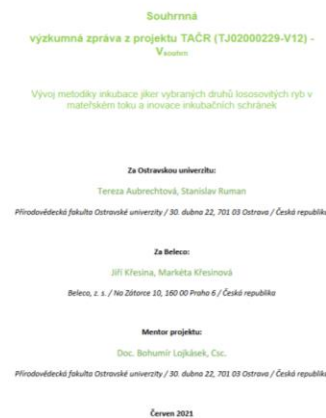 Souhrnná
výzkumná zpráva z projektu TAČR (TJ02000229-V12) -
Vsouhrn
Vývoj metodiky inkubace jiker vybraných druhů lososovitých ryb v
mateřském toku a inovace inkubačních schránek
Za Ostravskou univerzitu:
Tereza Aubrechtová, Stanislav Ruman
Přírodovědecká fakulta Ostravské univerzity / 30. dubna 22, 701 03 Ostrava / Česká republika
Za Beleco:
Jiří Křesina, Markéta Křesinová
Beleco, z. s. / Na Zátorce 10, 160 00 Praha 6 / Česká republika
Mentor projektu:
Doc. Bohumír Lojkásek, Csc.
Přírodovědecká fakulta Ostravské univerzity / 30. dubna 22, 701 03 Ostrava / Česká republika
Červen 2021